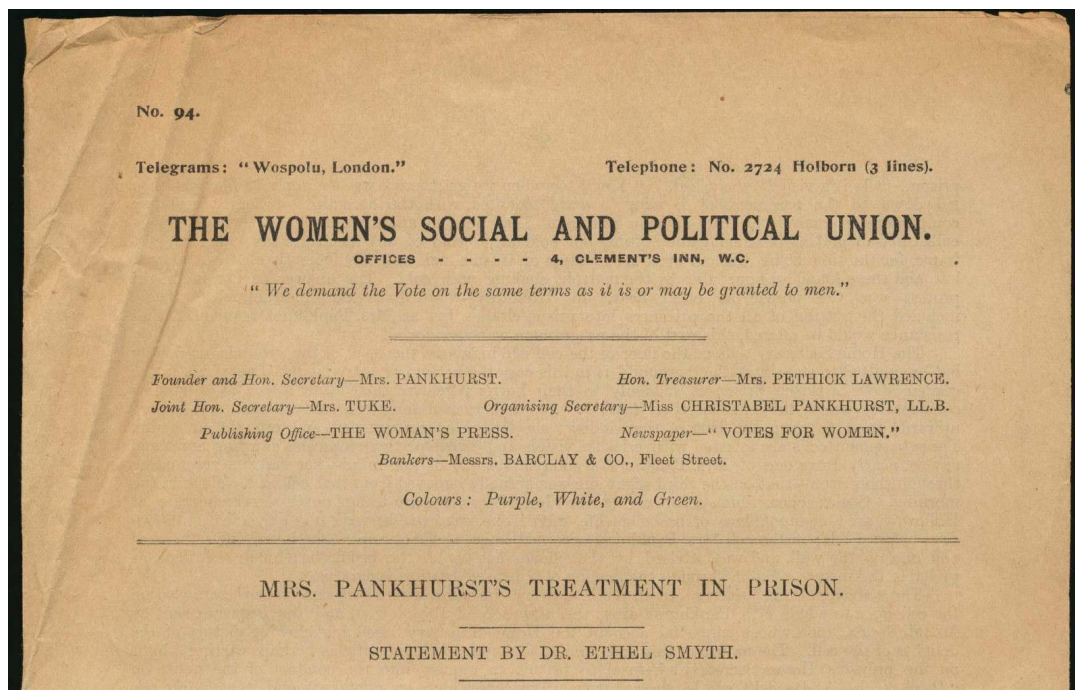 No. 94.
Telegrams: "Wospolu, London." Telephone: No. 2724 Holborn (3 lines).
THE WOMEN'S SOCIAL AND POLITICAL UNION.
OFFICES - - - - 4, CLEMENT'S INN, W.C.
"We demand the Vote on the same terms as it is or may be granted to men."
Founder and Hon. Secretary—Mrs. PANKHURST. Hon. Treasurer—Mrs. PETHICK LAWRENCE.
Joint Hon. Secretary—Mrs. TUKE. Organising Secretary—Miss CHRISTABEL PANKHURST, LL.B.
Publishing Office—THE WOMAN'S PRESS. Newspaper—"VOTES FOR WOMEN."
Bankers—Messrs. BARCLAY & CO., Fleet Street.
Colours: Purple, White, and Green.
MRS. PANKHURST'S TREATMENT IN PRISON.
STATEMENT BY DR. ETHEL SMYTH.